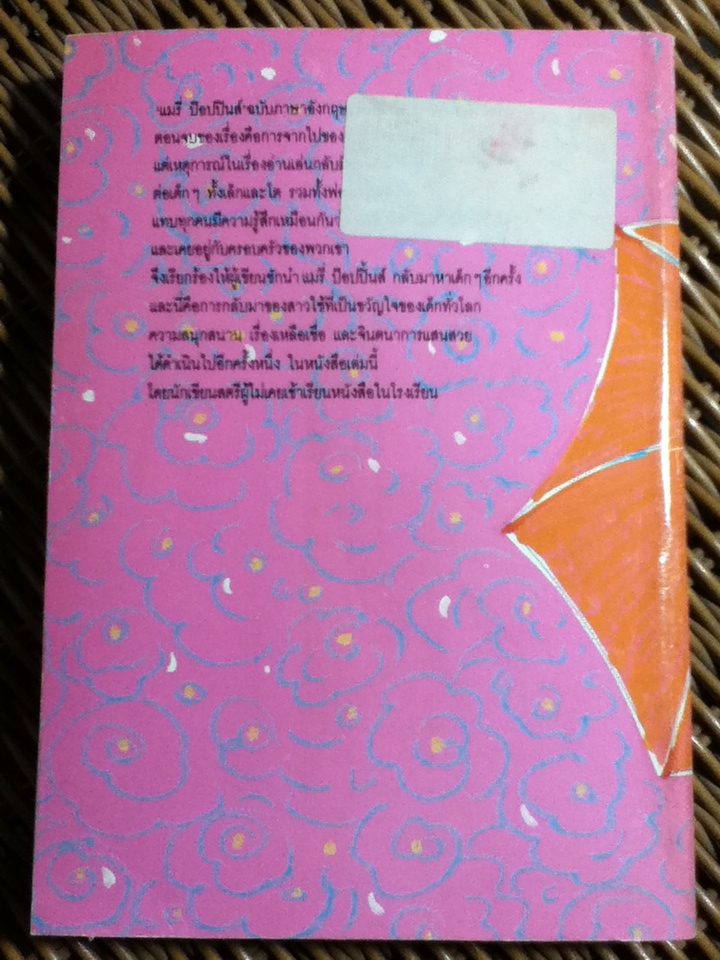 'แมรี่ ป๊อปปินส์' ฉบับภาษาอังกฤษ
ตอนจบของเรื่องคือการจากไปของ
แต่เหตุการณ์ในเรื่องอ่านเล่นกลับ
ต่อเด็กๆ ทั้งเล็กและโต รวมทั้งพ่อ
แทบทุกคนมีความรู้สึกเหมือนกัน
และเคยอยู่กับครอบครัวของพวกเขา
จึงเรียกร้องให้ผู้เขียนชักนำ แมรี่ ป๊อปปิ้นส์ กลับมาหาเด็กๆ อีกครั้ง
และนี่คือการกลับมาของสาวใช้ที่เป็นขวัญใจของเด็กทั่วโลก
ความสนุกสนาน เรื่องเหลือเชื่อ และจินตนาการแสนสวย
ได้ดำเนินไปอีกครั้งหนึ่ง ในหนังสือเล่มนี้
โดยนักเขียนสตรีผู้ไม่เคยเข้าเรียนหนังสือในโรงเรียน